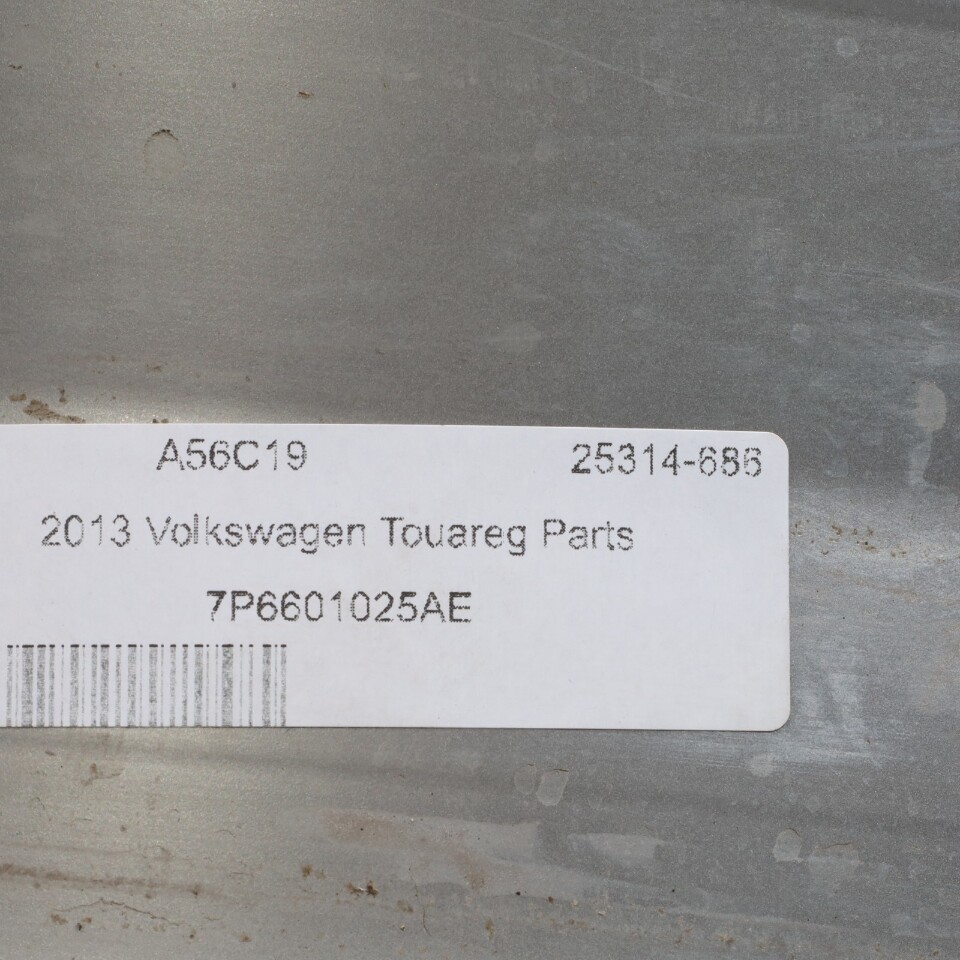 A56C19 25314-686
2013 Volkswagen Touareg Parts
7P6601025AE